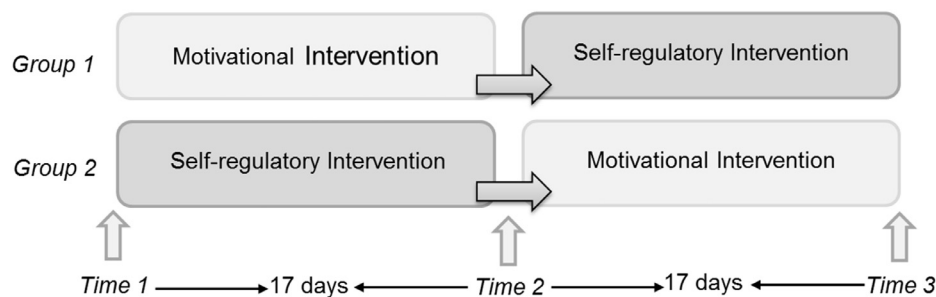 Group 1
Motivational Intervention
Self-regulatory Intervention
Group 2
Self-regulatory Intervention
Motivational Intervention
Time 1
17 days
Time 2
17 days
Time 3